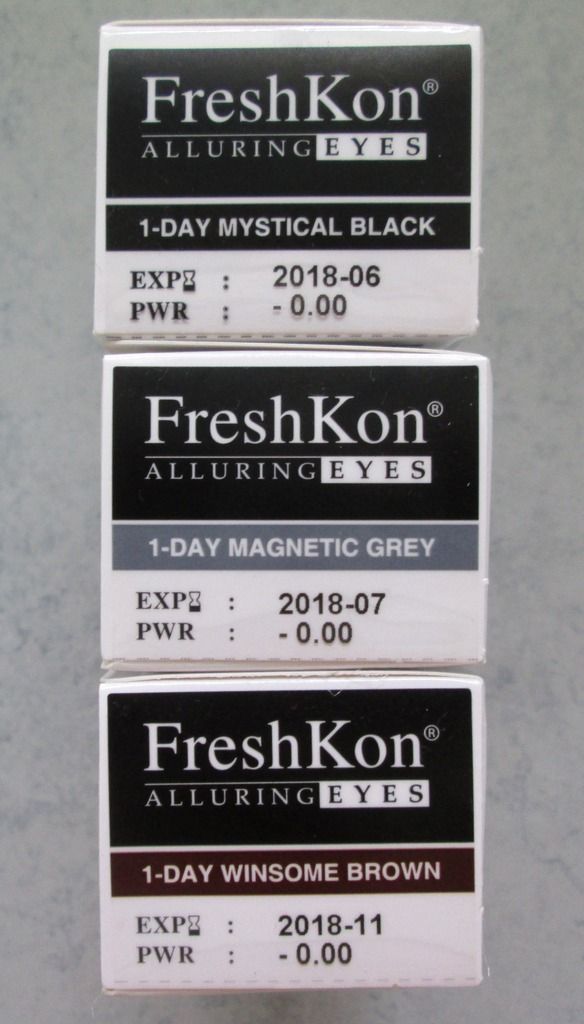 FreshKon®
ALLURING EYES
1-DAY MYSTICAL BLACK
EXP : 2018-06
PWR : - 0.00
FreshKon®
ALLURING EYES
1-DAY MAGNETIC GREY
EXP : 2018-07
PWR : - 0.00
FreshKon®
ALLURING EYES
1-DAY WINSOME BROWN
EXP : 2018-11
PWR : - 0.00